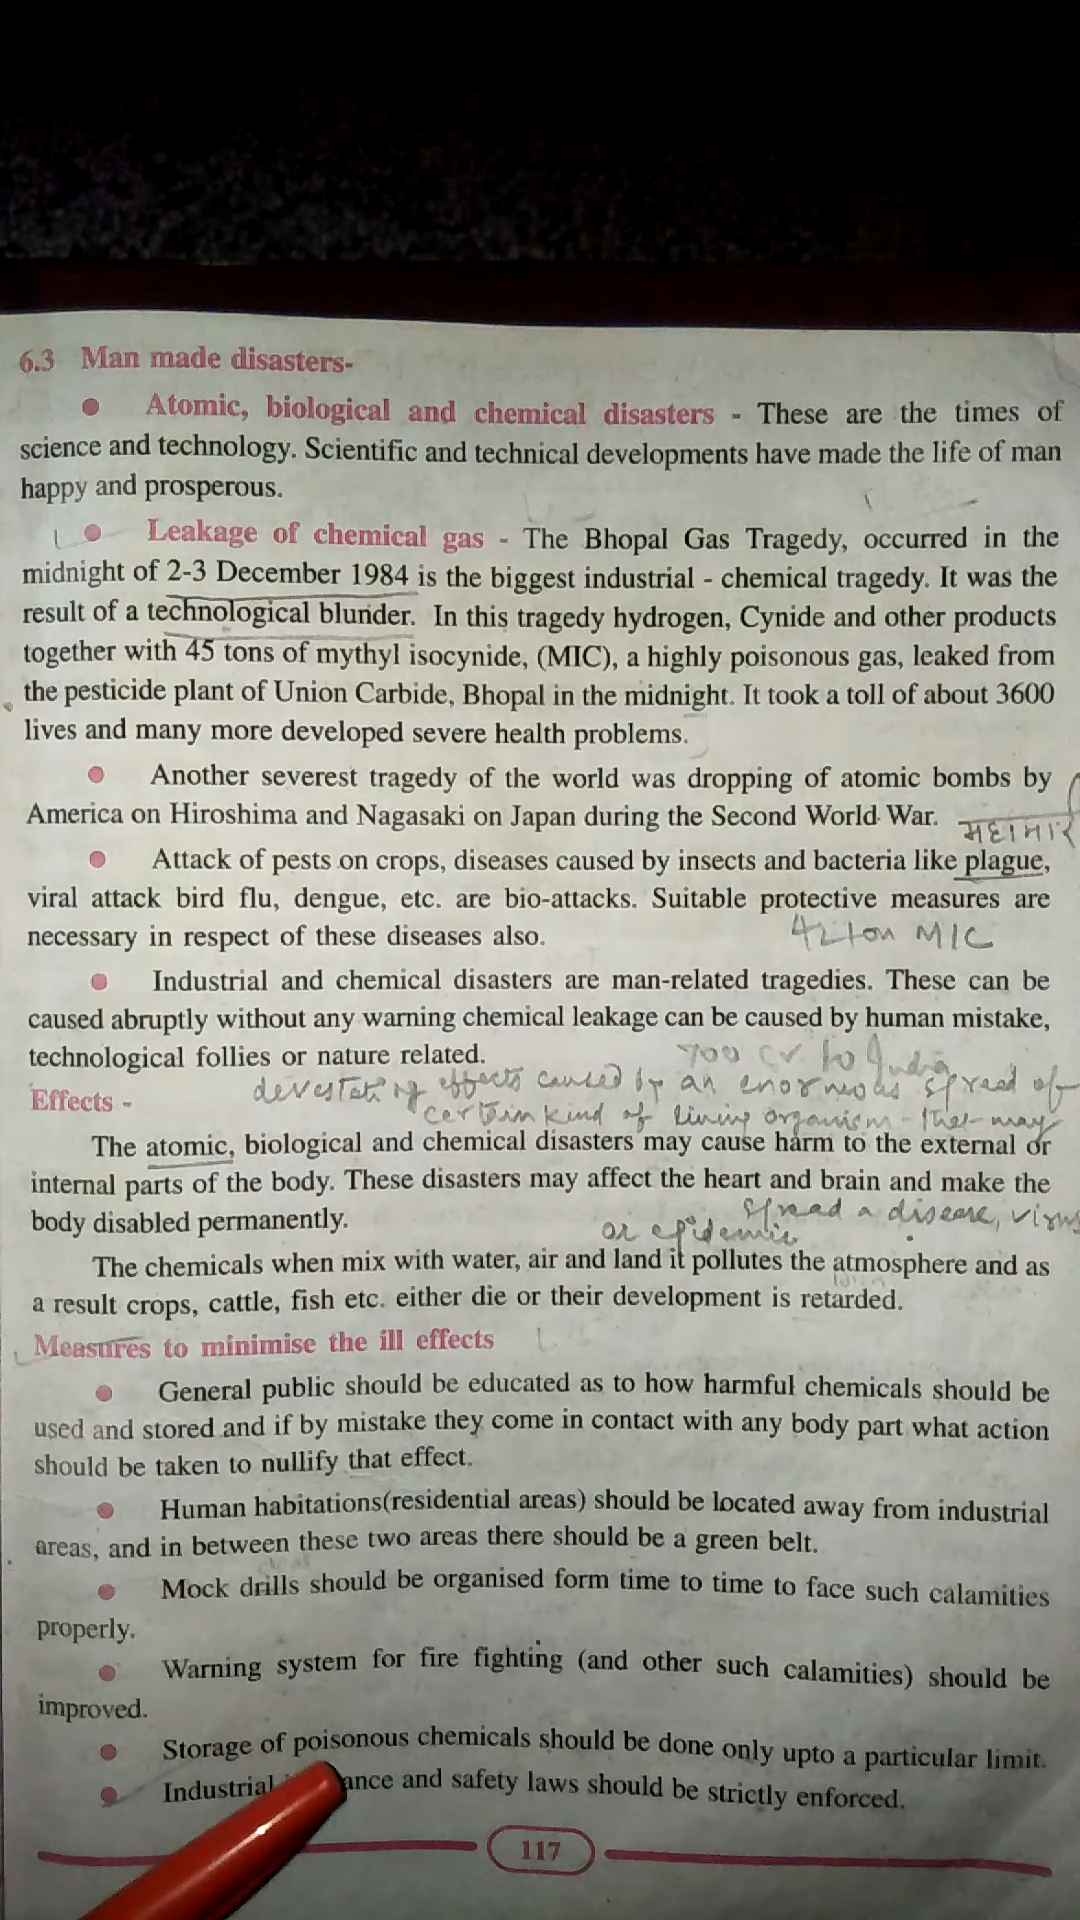 6.3 Man made disasters-
● Atomic, biological and chemical disasters - These are the times of
science and technology. Scientific and technical developments have made the life of man
happy and prosperous.
● Leakage of chemical gas - The Bhopal Gas Tragedy, occurred in the
midnight of 2-3 December 1984 is the biggest industrial - chemical tragedy. It was the
result of a technological blunder. In this tragedy hydrogen, Cynide and other products
together with 45 tons of mythyl isocynide, (MIC), a highly poisonous gas, leaked from
the pesticide plant of Union Carbide, Bhopal in the midnight. It took a toll of about 3600
lives and many more developed severe health problems.
● Another severest tragedy of the world was dropping of atomic bombs by
America on Hiroshima and Nagasaki on Japan during the Second World War.
● Attack of pests on crops, diseases caused by insects and bacteria like plague,
viral attack bird flu, dengue, etc. are bio-attacks. Suitable protective measures are
necessary in respect of these diseases also.
42 ton MIC
● Industrial and chemical disasters are man-related tragedies. These can be
caused abruptly without any warning chemical leakage can be caused by human mistake,
technological follies or nature related.
700 cr to India
Effects -
effects caused by an enormous spread of
certain kind of living organism - that may
The atomic, biological and chemical disasters may cause harm to the external or
internal parts of the body. These disasters may affect the heart and brain and make the
body disabled permanently.
spread a disease, virus
or epidemic
The chemicals when mix with water, air and land it pollutes the atmosphere and as
a result crops, cattle, fish etc. either die or their development is retarded.
Measures to minimise the ill effects
● General public should be educated as to how harmful chemicals should be
used and stored and if by mistake they come in contact with any body part what action
should be taken to nullify that effect.
● Human habitations(residential areas) should be located away from industrial
areas, and in between these two areas there should be a green belt.
● Mock drills should be organised form time to time to face such calamities
properly.
● Warning system for fire fighting (and other such calamities) should be
improved.
● Storage of poisonous chemicals should be done only upto a particular limit.
● Industrial and safety laws should be strictly enforced.
117